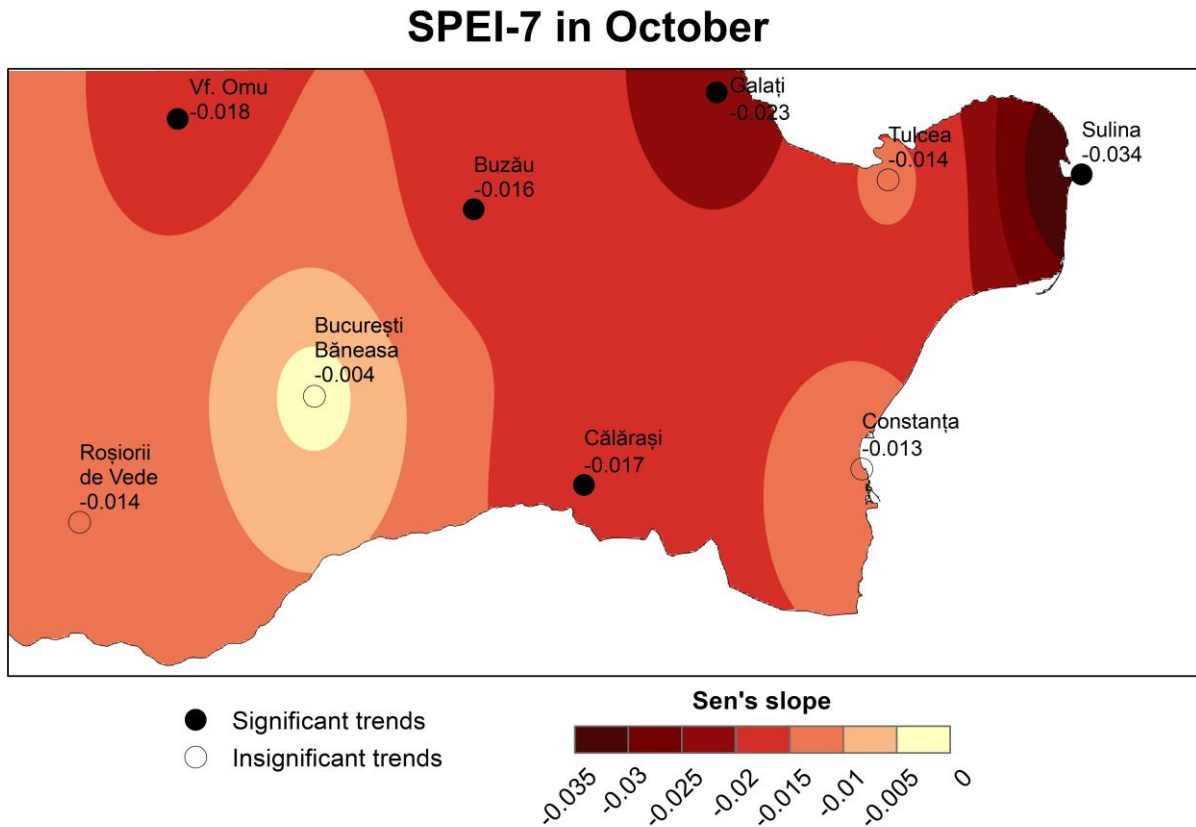 SPEI-7 in October
Vf. Omu
-0.018
Galați
-0.023
Buzău
-0.016
Tulcea
-0.014
Sulina
-0.034
București
Băneasa
-0.004
Roșiorii
de Vede
-0.014
Călărași
-0.017
Constanța
-0.013
Significant trends
Insignificant trends
Sen's slope
-0.035
-0.03
-0.025
-0.02
-0.015
-0.01
-0.005
0